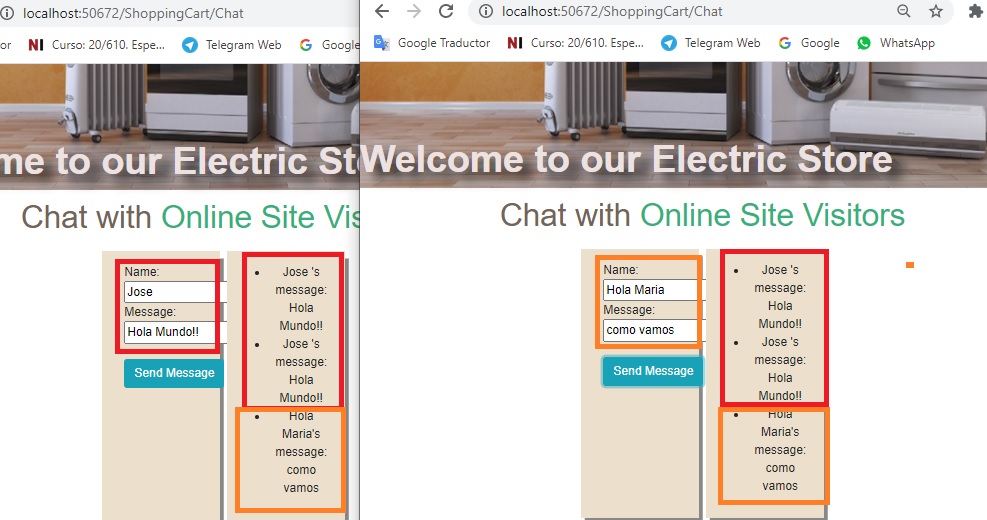 localhost:50672/ShoppingCart/Chat
or
NI Curso: 20/610. Espe...
Telegram Web
G Google
me to our Electric Sto
Chat with Online Site Vis
Name:
Jose
Message:
Hola Mundo!!
Send Message
Jose 's
message:
Hola
Mundo!!
Jose 's
message:
Hola
Mundo!!
Hola
Maria's
message:
como
vamos
localhost:50672/ShoppingCart/Chat
Google Traductor
NI Curso: 20/610. Espe...
Telegram Web
G Google
WhatsApp
Welcome to our Electric Store
Chat with Online Site Visitors
Name:
Hola Maria
Message:
como vamos
Send Message
Jose 's
message:
Hola
Mundo!!
Jose 's
message:
Hola
Mundo!!
Hola
Maria's
message:
como
vamos